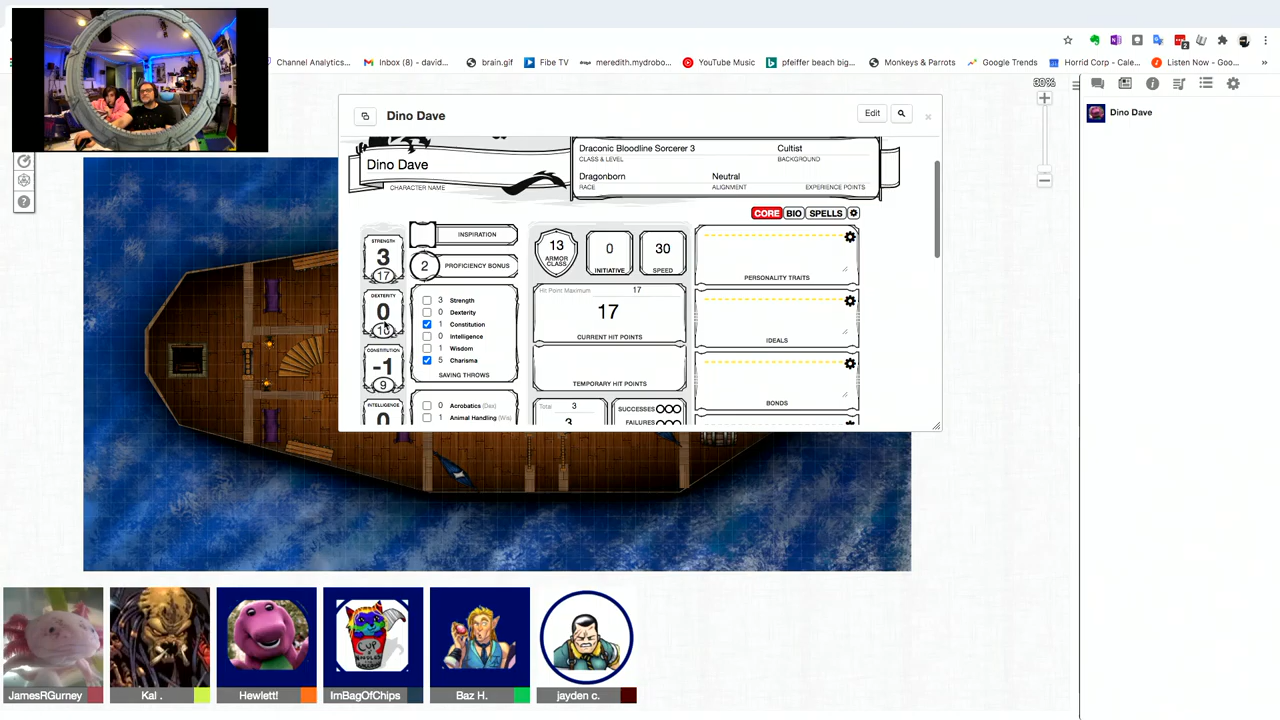 Channel Analytics...
Inbox (8) - david...
brain.gif
Fibe TV
meredith.mydrobo...
YouTube Music
pfeiffer beach big...
Monkeys & Parrots
Google Trends
Horrid Corp - Cale...
Listen Now - Goo...
30%
Dino Dave
Edit
Dino Dave
Dino Dave
CHARACTER NAME
Draconic Bloodline Sorcerer 3
CLASS & LEVEL
Cultist
BACKGROUND
Dragonborn
RACE
Neutral
ALIGNMENT
EXPERIENCE POINTS
CORE
BIO
SPELLS
STRENGTH
3
17
DEXTERITY
0
10
CONSTITUTION
-1
9
INTELLIGENCE
0
INSPIRATION
2
PROFICIENCY BONUS
3 Strength
0 Dexterity
1 Constitution
0 Intelligence
1 Wisdom
5 Charisma
SAVING THROWS
0 Acrobatics (Dex)
1 Animal Handling (Wis)
13
ARMOR
CLASS
0
INITIATIVE
30
SPEED
Hit Point Maximum 17
17
CURRENT HIT POINTS
TEMPORARY HIT POINTS
Total 3
3
SUCCESSES
FAILURES
PERSONALITY TRAITS
IDEALS
BONDS
JamesRGurney
Kal .
Hewlett!
CUP
ImBagOfChips
Baz H.
jayden c.